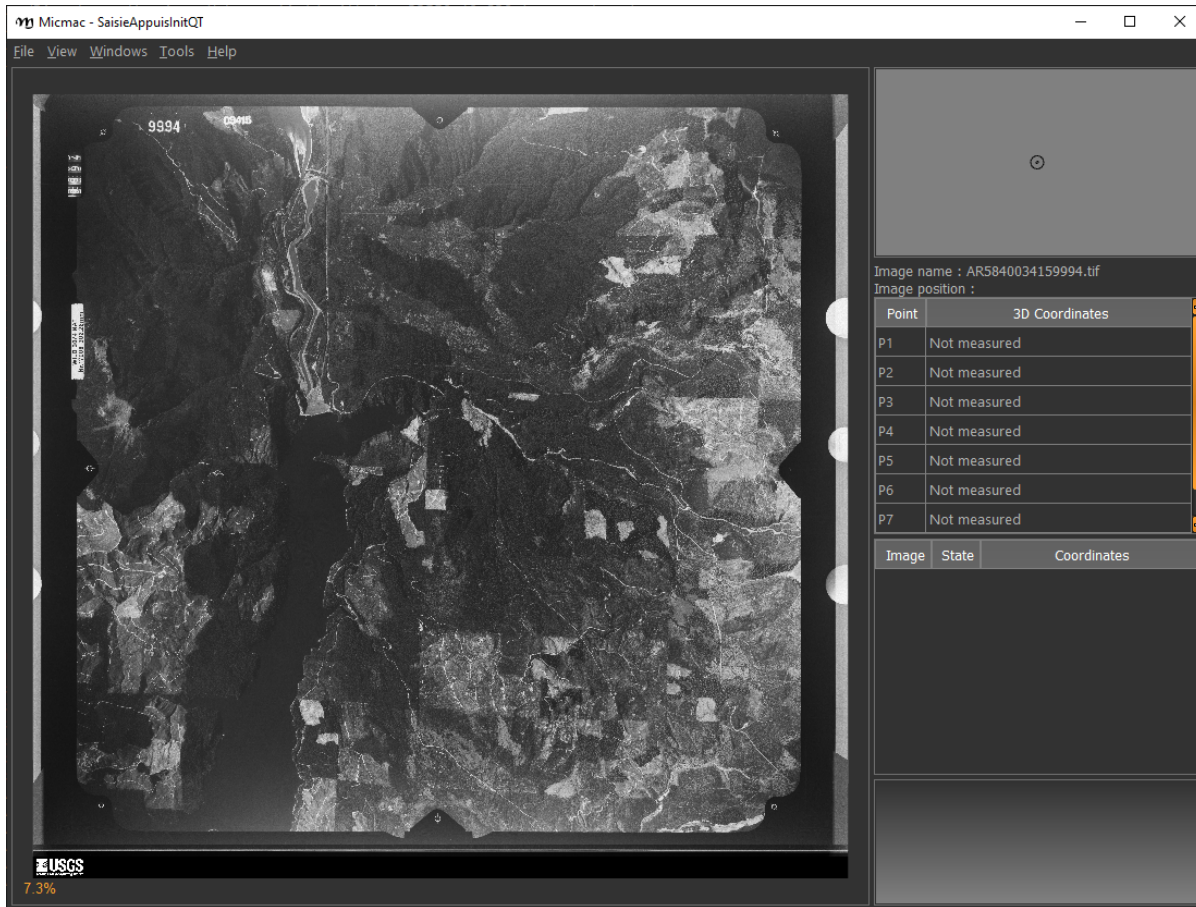 Micmac - SaisieAppuisInitQT
File View Windows Tools Help
9994 03415
Image name : AR5840034159994.tif
Image position :
Point 3D Coordinates
P1 Not measured
P2 Not measured
P3 Not measured
P4 Not measured
P5 Not measured
P6 Not measured
P7 Not measured
Image State Coordinates
USGS
7.3%